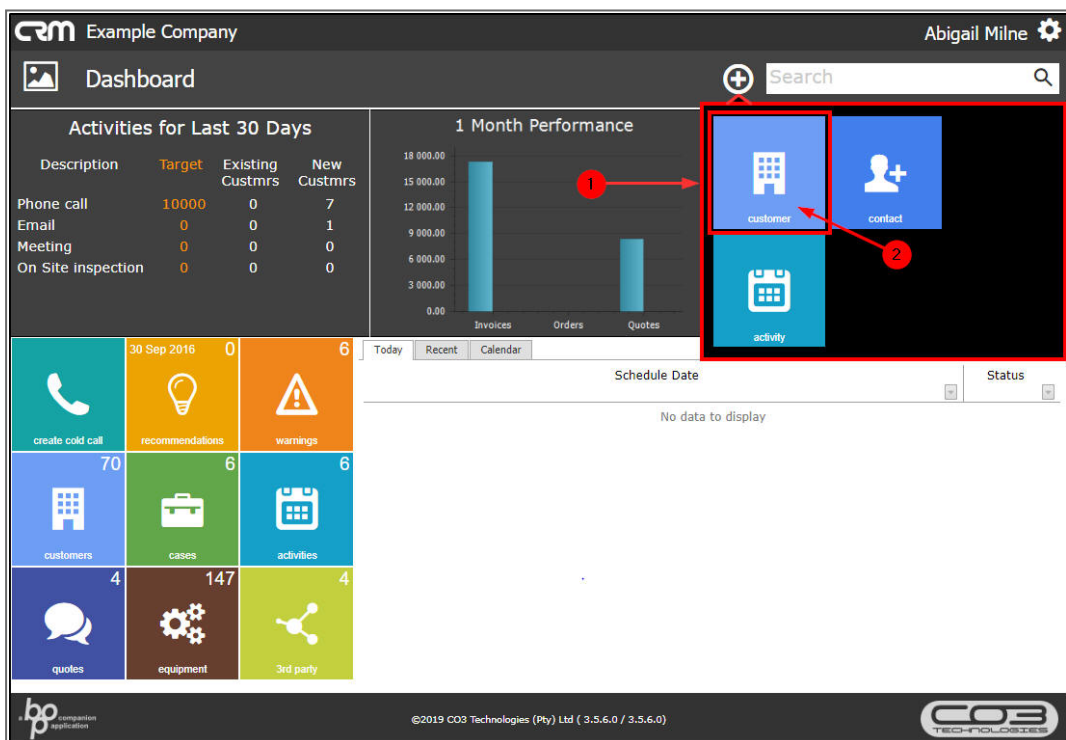 CRM Example Company
Abigail Milne
Dashboard
Search
Activities for Last 30 Days
Description Target Existing Custmrs New Custmrs
Phone call 10000 0 7
Email 0 0 1
Meeting 0 0 0
On Site inspection 0 0 0
1 Month Performance
18 000.00
15 000.00
12 000.00
9 000.00
6 000.00
3 000.00
0.00
Invoices Orders Quotes
1
2
customer
contact
activity
create cold call
30 Sep 2016 0
recommendations
6
warnings
70
customers
6
cases
6
activities
4
quotes
147
equipment
4
3rd party
Today Recent Calendar
Schedule Date Status
No data to display
a bp companion application
©2019 CO3 Technologies (Pty) Ltd ( 3.5.6.0 / 3.5.6.0)
CO3
TECHNOLOGIES